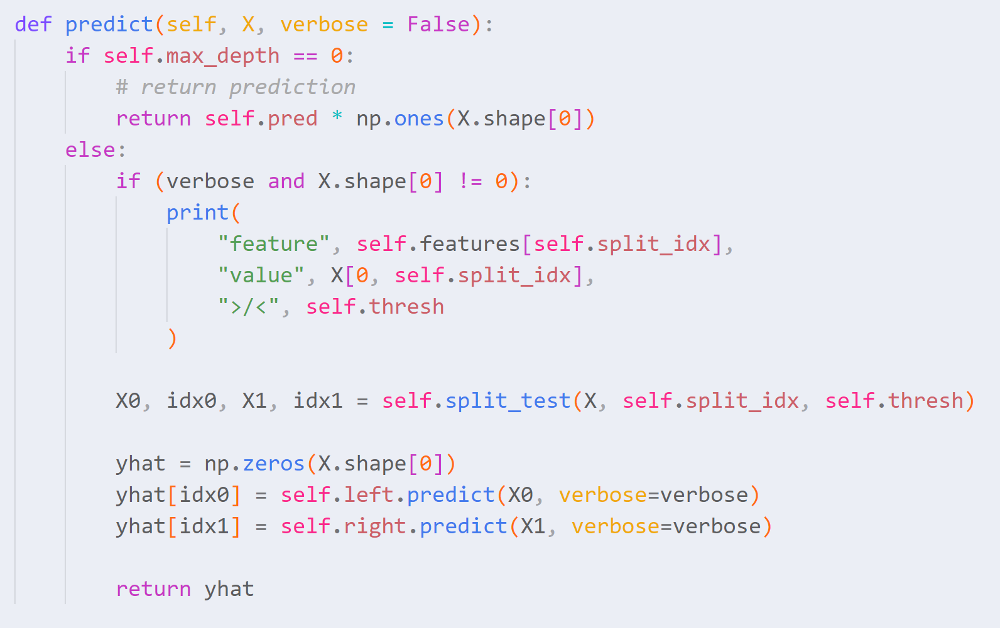 def predict(self, X, verbose = False):
    if self.max_depth == 0:
        # return prediction
        return self.pred * np.ones(X.shape[0])
    else:
        if (verbose and X.shape[0] != 0):
            print(
                "feature", self.features[self.split_idx],
                "value", X[0, self.split_idx],
                ">/<", self.thresh
            )

        X0, idx0, X1, idx1 = self.split_test(X, self.split_idx, self.thresh)

        yhat = np.zeros(X.shape[0])
        yhat[idx0] = self.left.predict(X0, verbose=verbose)
        yhat[idx1] = self.right.predict(X1, verbose=verbose)

        return yhat